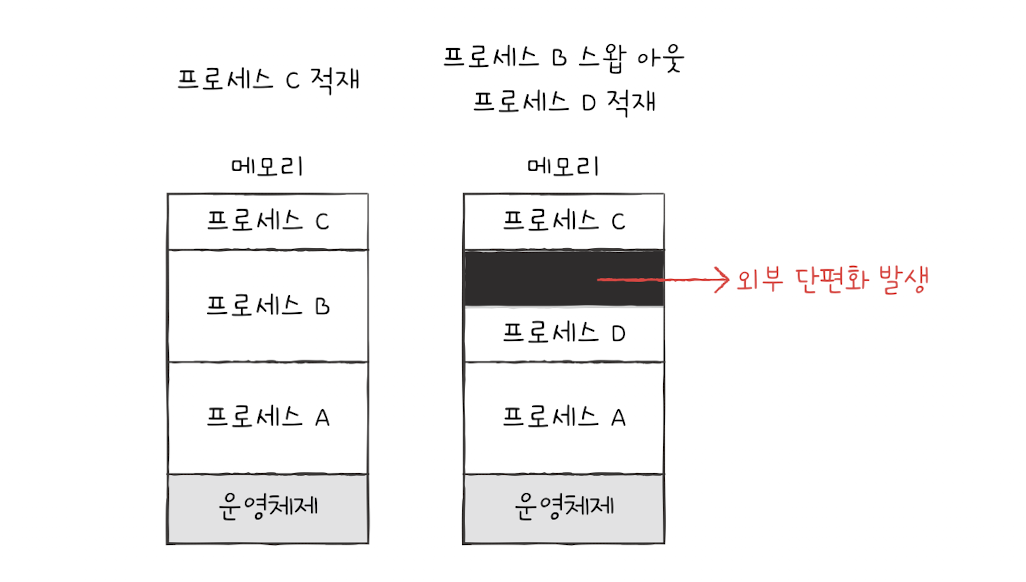 프로세스 C 적재
메모리
프로세스 C
프로세스 B
프로세스 A
운영체제
프로세스 B 스왑 아웃
프로세스 D 적재
메모리
프로세스 C
외부 단편화 발생
프로세스 D
프로세스 A
운영체제